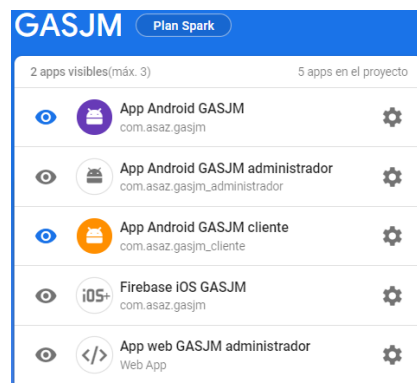 GASJM Plan Spark
2 apps visibles(máx. 3) 5 apps en el proyecto
App Android GASJM
com.asaz.gasjm
App Android GASJM administrador
com.asaz.gasjm_administrador
App Android GASJM cliente
com.asaz.gasjm_cliente
iOS+ Firebase iOS GASJM
com.asaz.gasjm
</> App web GASJM administrador
Web App